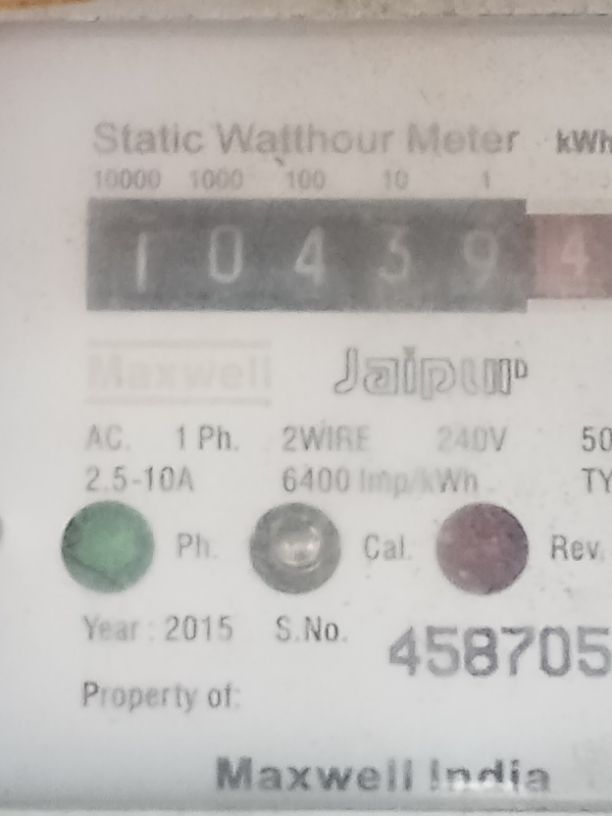 Static Watthour Meter kWh
10000 1000 100 10 1
1 0 4 3 9 4
Maxwell Jaipur
AC. 1 Ph. 2WIRE 240V 50
2.5-10A 6400 Imp/kWh TY
Ph. Cal. Rev.
Year : 2015 S.No. 458705
Property of:
Maxwell India